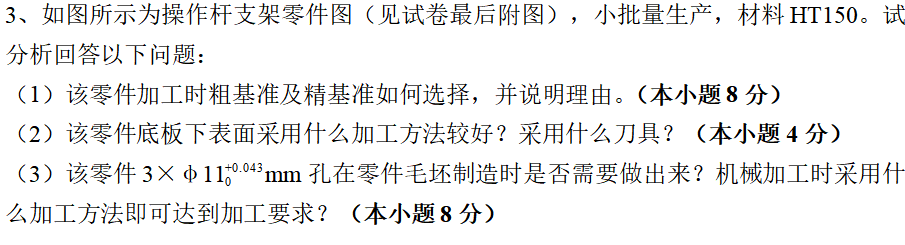 3、如图所示为操作杆支架零件图（见试卷最后附图），小批量生产，材料 HT150。试
分析回答以下问题：
（1）该零件加工时粗基准及精基准如何选择，并说明理由。（本小题 8 分）
（2）该零件底板下表面采用什么加工方法较好？采用什么刀具？（本小题 4 分）
（3）该零件 3×φ11+0.043 0 mm 孔在零件毛坯制造时是否需要做出来？机械加工时采用什
么加工方法即可达到加工要求？（本小题 8 分）